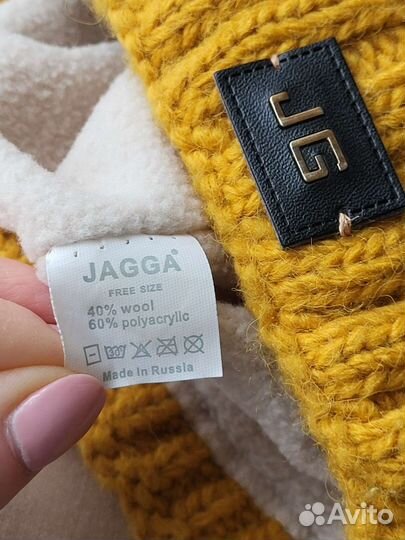 JG
JAGGA®
FREE SIZE
40% wool
60% polyacrylic
Made in Russia
Avito